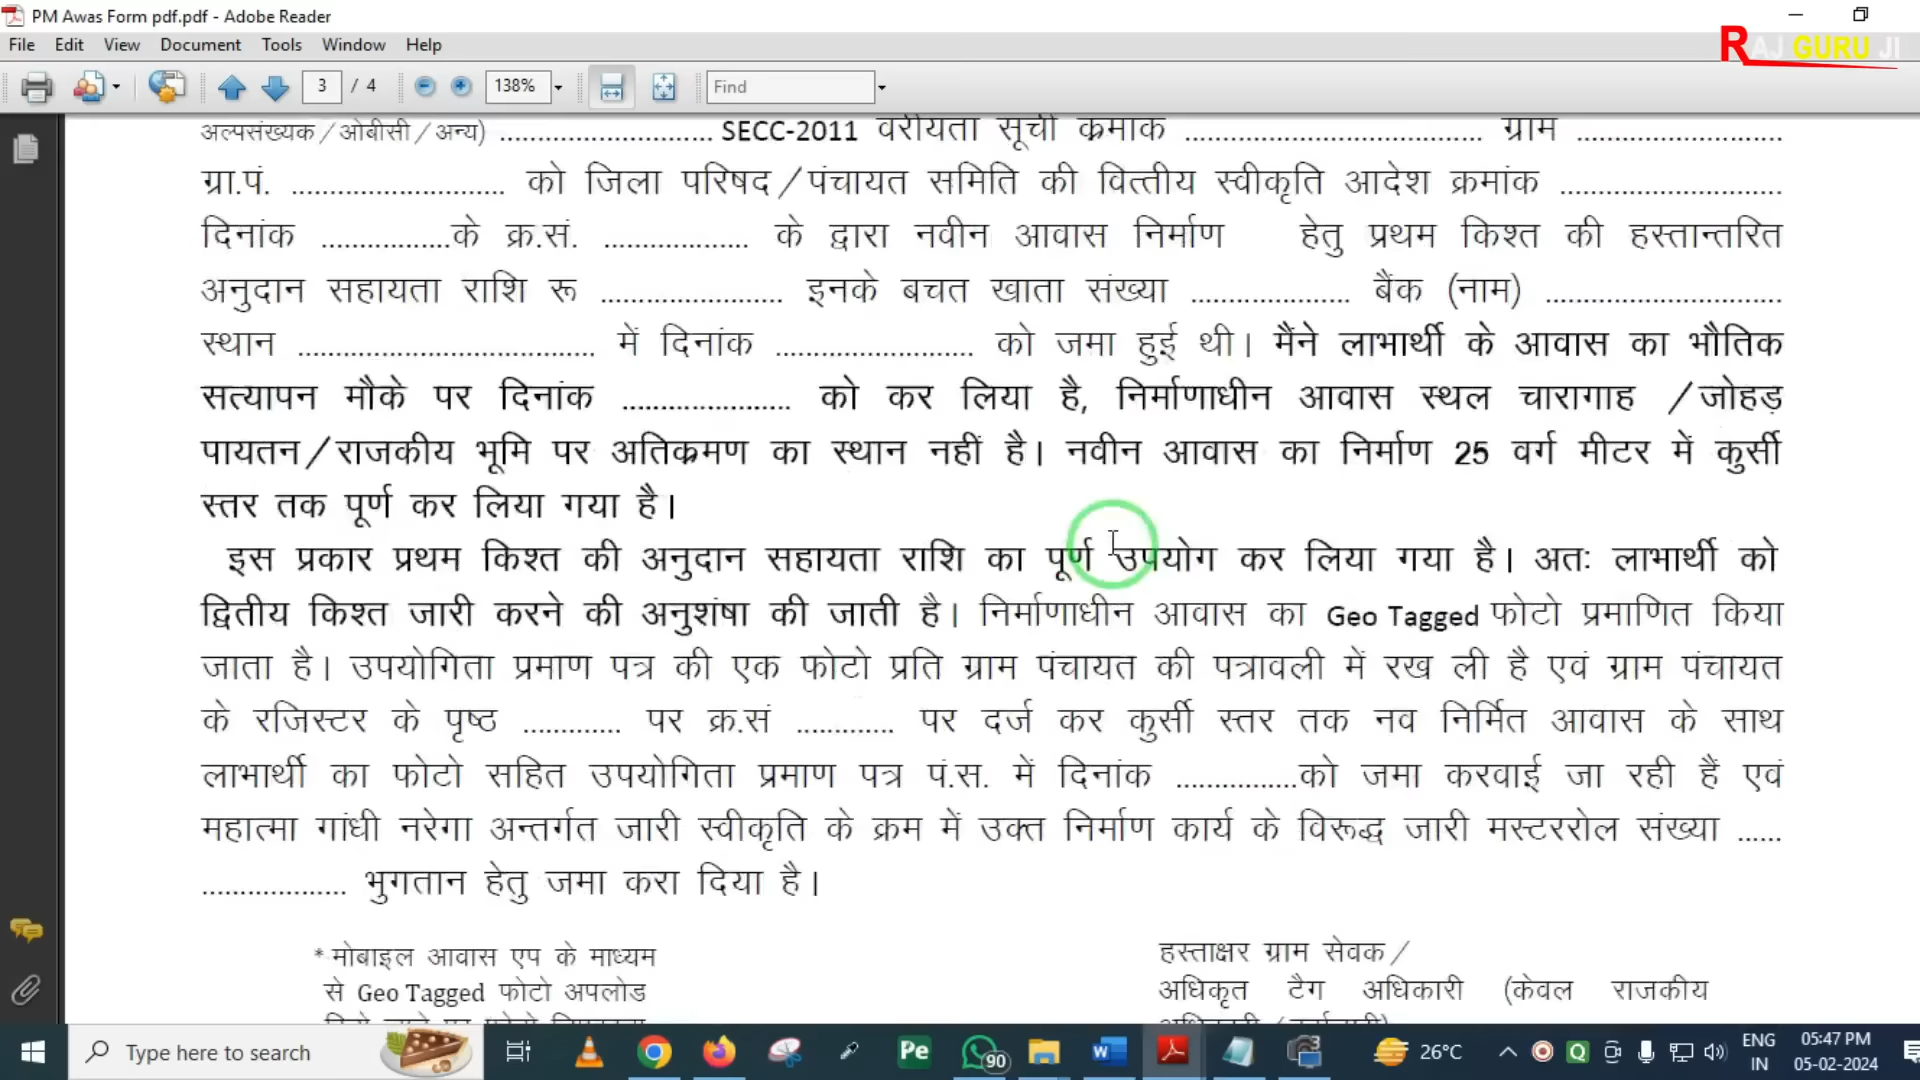 PM Awas Form pdf.pdf - Adobe Reader
File Edit View Document Tools Window Help
RAJ GURU JI
3 / 4 138% Find
अल्पसंख्यक/ओबीसी/अन्य) ............................ SECC-2011 वरीयता सूची क्रमांक ....................................... ग्राम ...........................
ग्रा.पं. ............................ को जिला परिषद/पंचायत समिति की वित्तीय स्वीकृति आदेश क्रमांक .............................
दिनांक .................के क्र.सं. ................... के द्वारा नवीन आवास निर्माण हेतु प्रथम किश्त की हस्तान्तरित
अनुदान सहायता राशि रू ........................ इनके बचत खाता संख्या ..................... बैंक (नाम) ...............................
स्थान ....................................... में दिनांक .......................... को जमा हुई थी। मैंने लाभार्थी के आवास का भौतिक
सत्यापन मौके पर दिनांक ...................... को कर लिया है, निर्माणाधीन आवास स्थल चारागाह /जोहड़
पायतन/राजकीय भूमि पर अतिक्रमण का स्थान नहीं है। नवीन आवास का निर्माण 25 वर्ग मीटर में कुर्सी
स्तर तक पूर्ण कर लिया गया है।
इस प्रकार प्रथम किश्त की अनुदान सहायता राशि का पूर्ण उपयोग कर लिया गया है। अतः लाभार्थी को
द्वितीय किश्त जारी करने की अनुशंषा की जाती है। निर्माणाधीन आवास का Geo Tagged फोटो प्रमाणित किया
जाता है। उपयोगिता प्रमाण पत्र की एक फोटो प्रति ग्राम पंचायत की पत्रावली में रख ली है एवं ग्राम पंचायत
के रजिस्टर के पृष्ठ ............. पर क्र.सं ............. पर दर्ज कर कुर्सी स्तर तक नव निर्मित आवास के साथ
लाभार्थी का फोटो सहित उपयोगिता प्रमाण पत्र पं.स. में दिनांक ................को जमा करवाई जा रही हैं एवं
महात्मा गांधी नरेगा अन्तर्गत जारी स्वीकृति के क्रम में उक्त निर्माण कार्य के विरूद्ध जारी मस्टररोल संख्या ......
................... भुगतान हेतु जमा करा दिया है।
* मोबाइल आवास एप के माध्यम
से Geo Tagged फोटो अपलोड
हस्ताक्षर ग्राम सेवक/
अधिकृत टैग अधिकारी (केवल राजकीय
Type here to search
Pe
90
26°C
ENG
IN
05:47 PM
05-02-2024